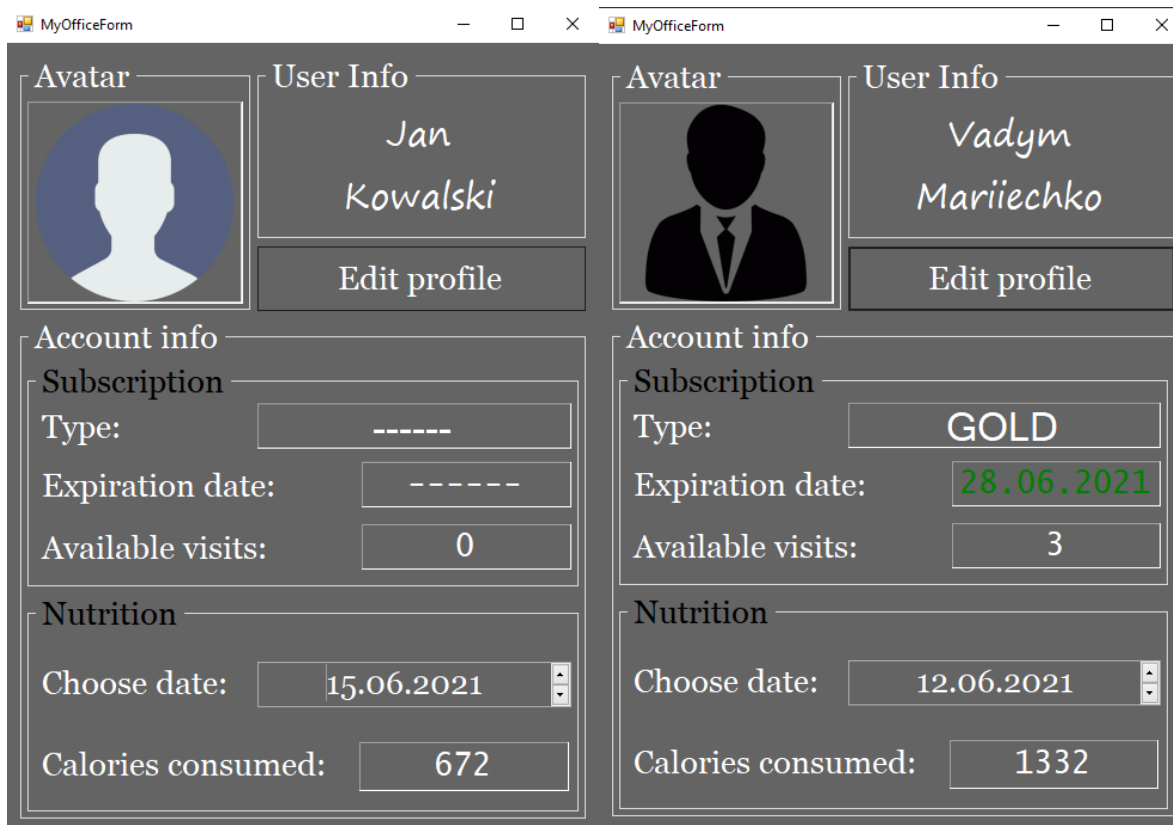 MyOfficeForm
Avatar
User Info
Jan
Kowalski
Edit profile
Account info
Subscription
Type: ------
Expiration date: ------
Available visits: 0
Nutrition
Choose date: 15.06.2021
Calories consumed: 672
MyOfficeForm
Avatar
User Info
Vadym
Mariiechko
Edit profile
Account info
Subscription
Type: GOLD
Expiration date: 28.06.2021
Available visits: 3
Nutrition
Choose date: 12.06.2021
Calories consumed: 1332